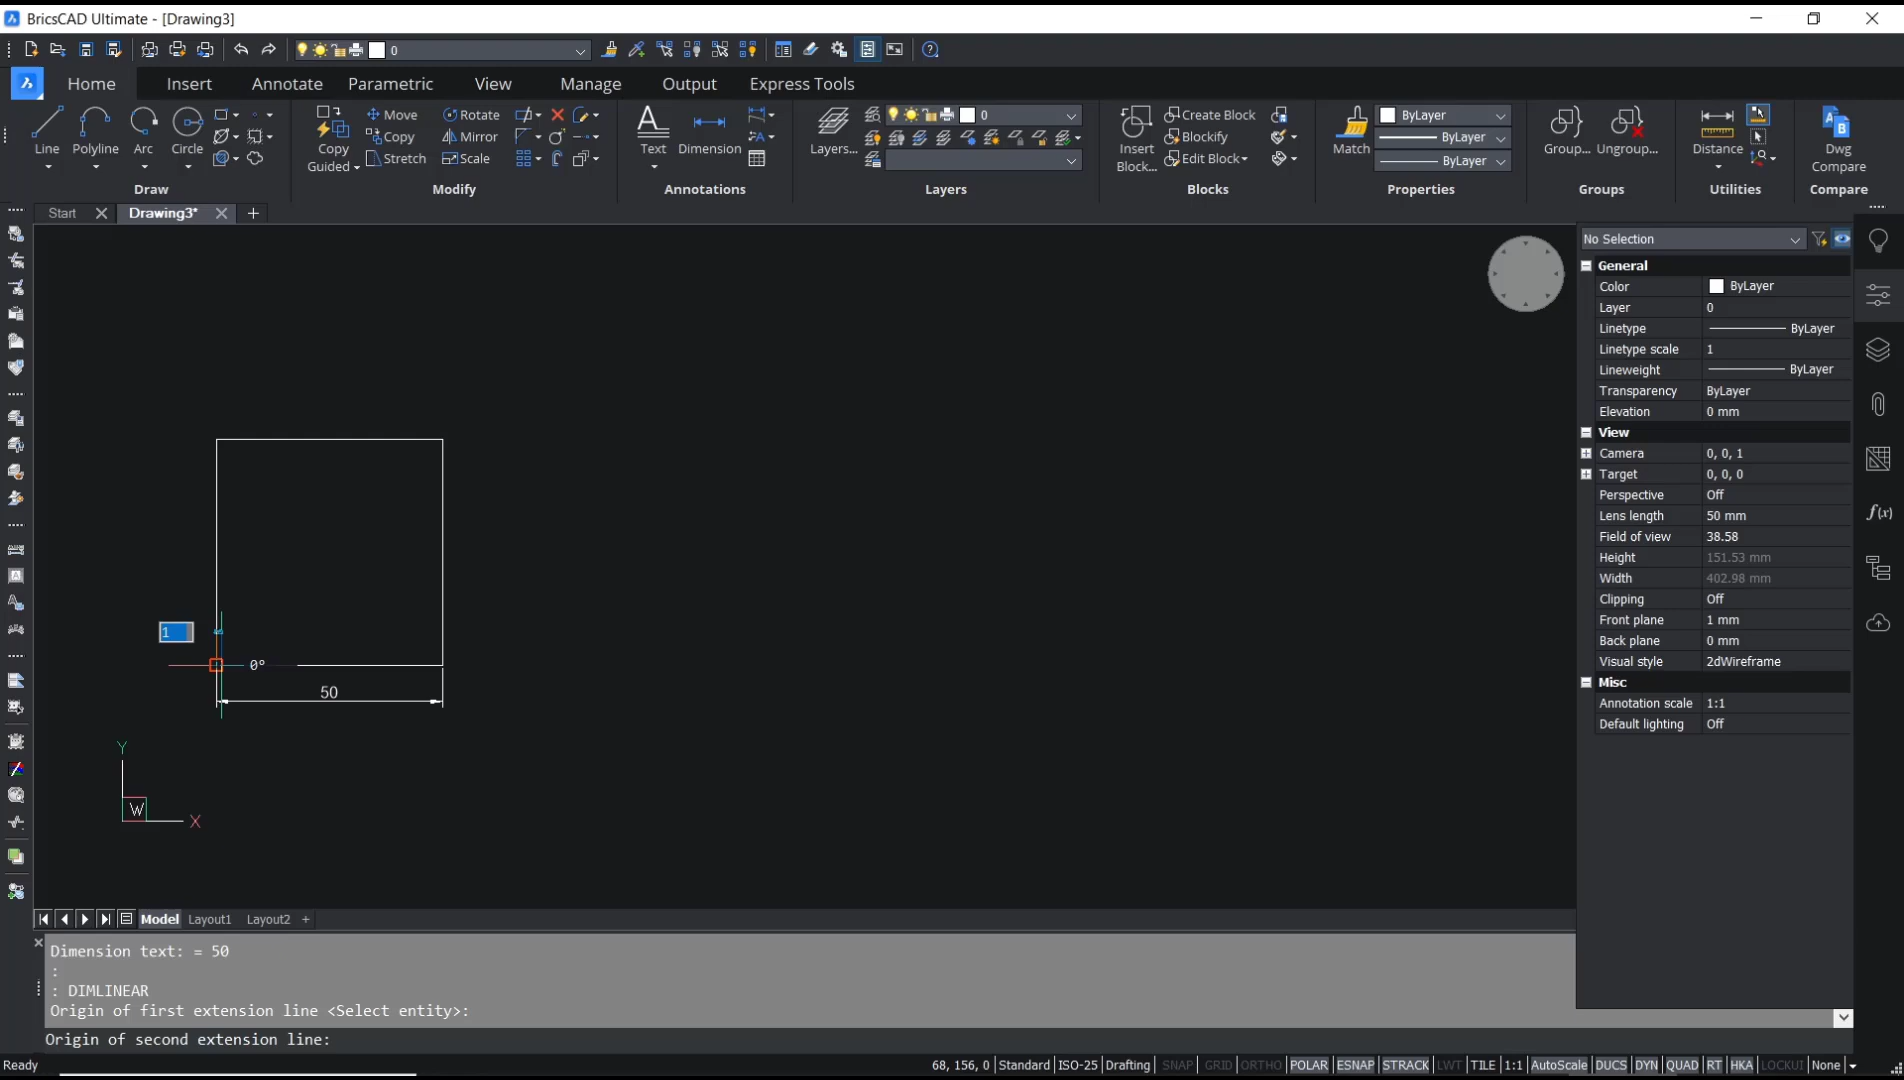 BricsCAD Ultimate - [Drawing3]
0
Home Insert Annotate Parametric View Manage Output Express Tools
Line Polyline Arc Circle
Draw
Copy Guided
Move Copy Stretch
Rotate Mirror Scale
Modify
Text Dimension
Annotations
Layers...
0
Layers
Insert Block...
Create Block
Blockify
Edit Block
Blocks
Match
ByLayer
ByLayer
ByLayer
Properties
Group... Ungroup...
Groups
Distance
Utilities
Dwg Compare
Compare
Start Drawing3*
No Selection
General
Color ByLayer
Layer 0
Linetype ByLayer
Linetype scale 1
Lineweight ByLayer
Transparency ByLayer
Elevation 0 mm
View
Camera 0, 0, 1
Target 0, 0, 0
Perspective Off
Lens length 50 mm
Field of view 38.58
Height 151.53 mm
Width 402.98 mm
Clipping Off
Front plane 1 mm
Back plane 0 mm
Visual style 2dWireframe
Misc
Annotation scale 1:1
Default lighting Off
f(x)
1
0°
50
Y
W
X
Model Layout1 Layout2 +
Dimension text: = 50
:
: DIMLINEAR
Origin of first extension line <Select entity>:
Origin of second extension line:
Ready 68, 156, 0 Standard ISO-25 Drafting SNAP GRID ORTHO POLAR ESNAP STRACK LWT TILE 1:1 AutoScale DUCS DYN QUAD RT HKA LOCKUI None